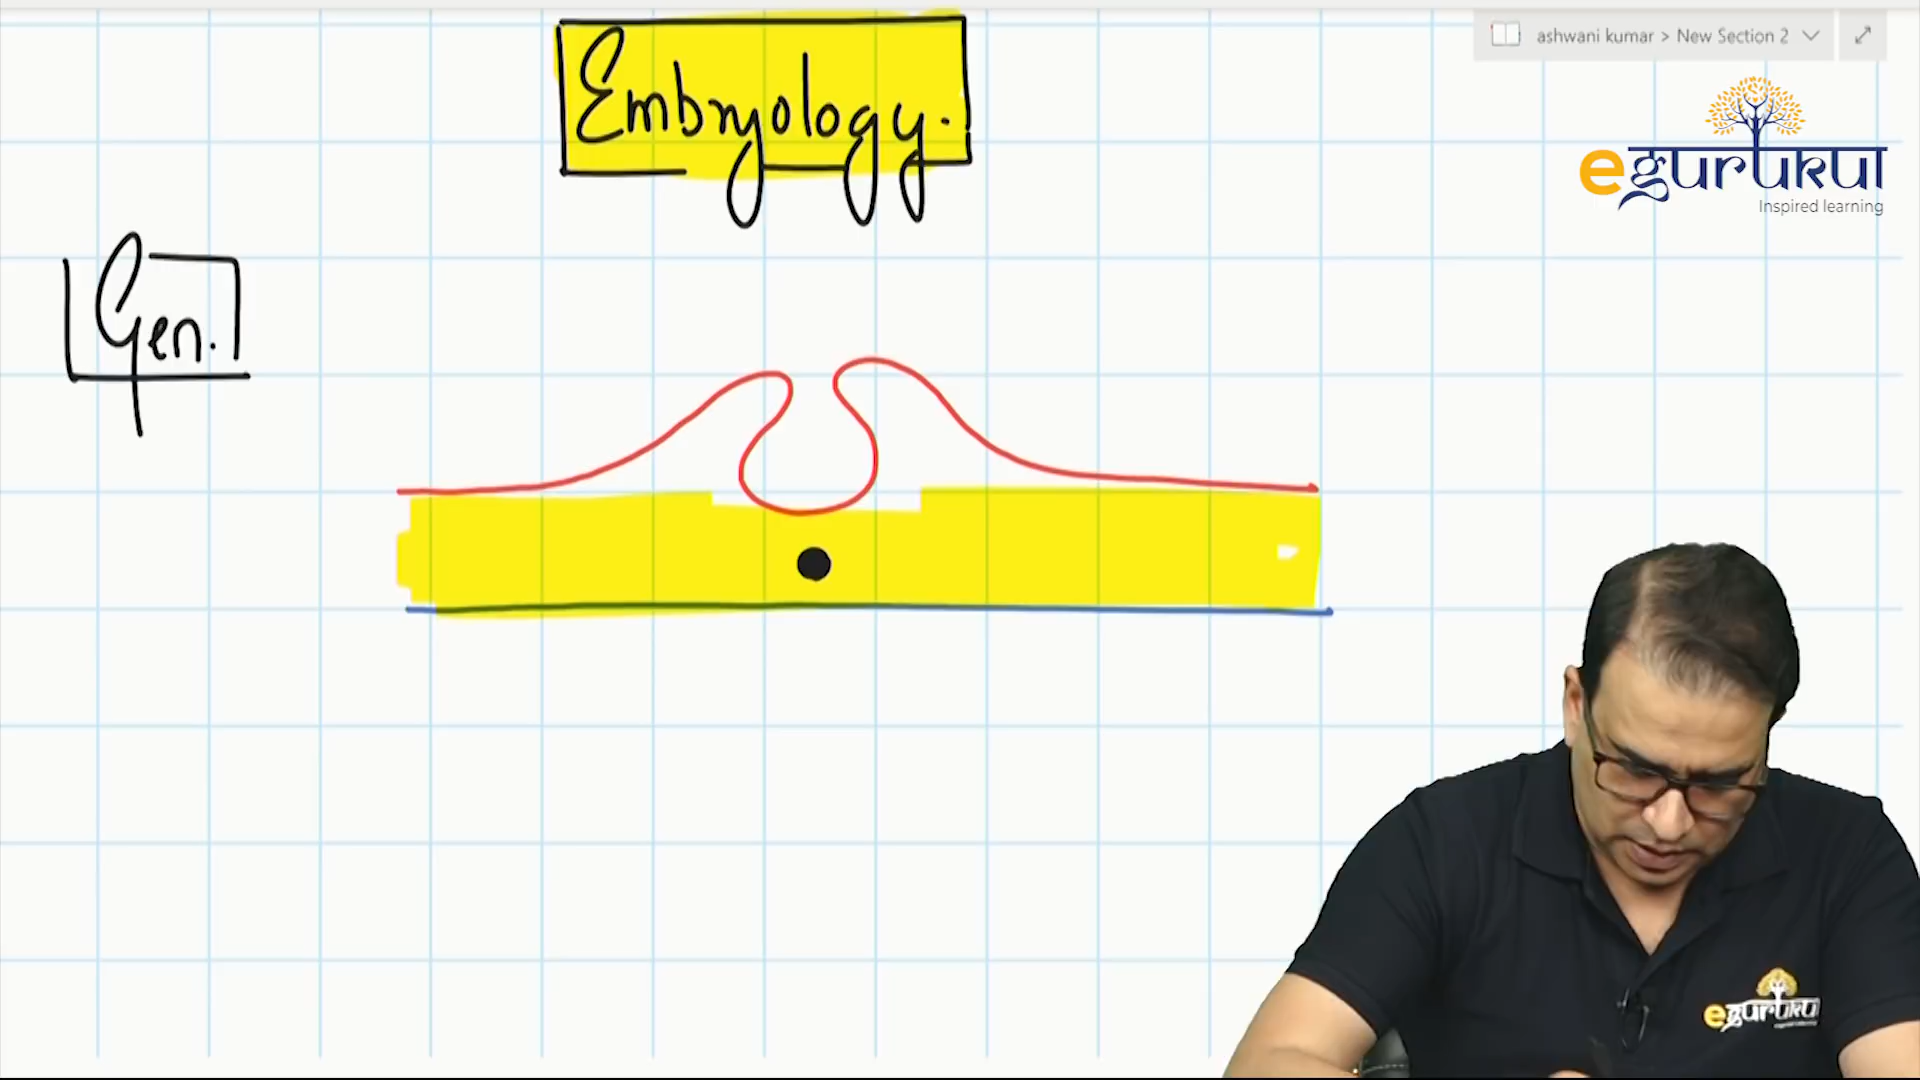 Embryology.
ashwani kumar > New Section 2
egurukul
Inspired learning
Gen.
egurukul